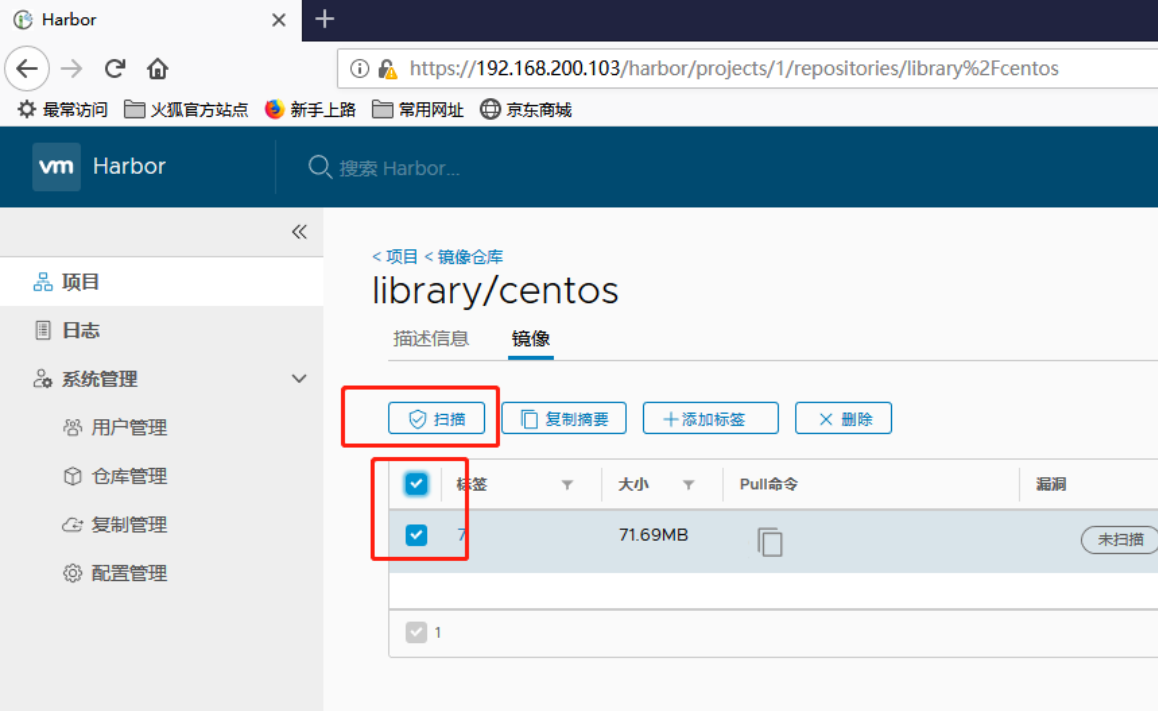 Harbor
https://192.168.200.103/harbor/projects/1/repositories/library%2Fcentos
最常访问 火狐官方站点 新手上路 常用网址 京东商城
vm Harbor 搜索 Harbor...
项目
日志
系统管理
用户管理
仓库管理
复制管理
配置管理
< 项目 < 镜像仓库
library/centos
描述信息 镜像
扫描 复制摘要 添加标签 删除
标签 大小 Pull命令 漏洞
7 71.69MB 未扫描
1